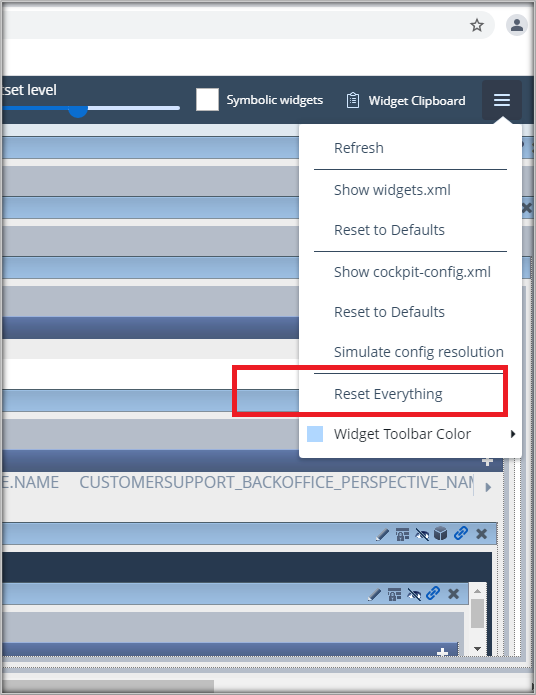 set level
Symbolic widgets
Widget Clipboard
Refresh
Show widgets.xml
Reset to Defaults
Show cockpit-config.xml
Reset to Defaults
Simulate config resolution
Reset Everything
Widget Toolbar Color
E.NAME CUSTOMERSUPPORT_BACKOFFICE_PERSPECTIVE_NAM